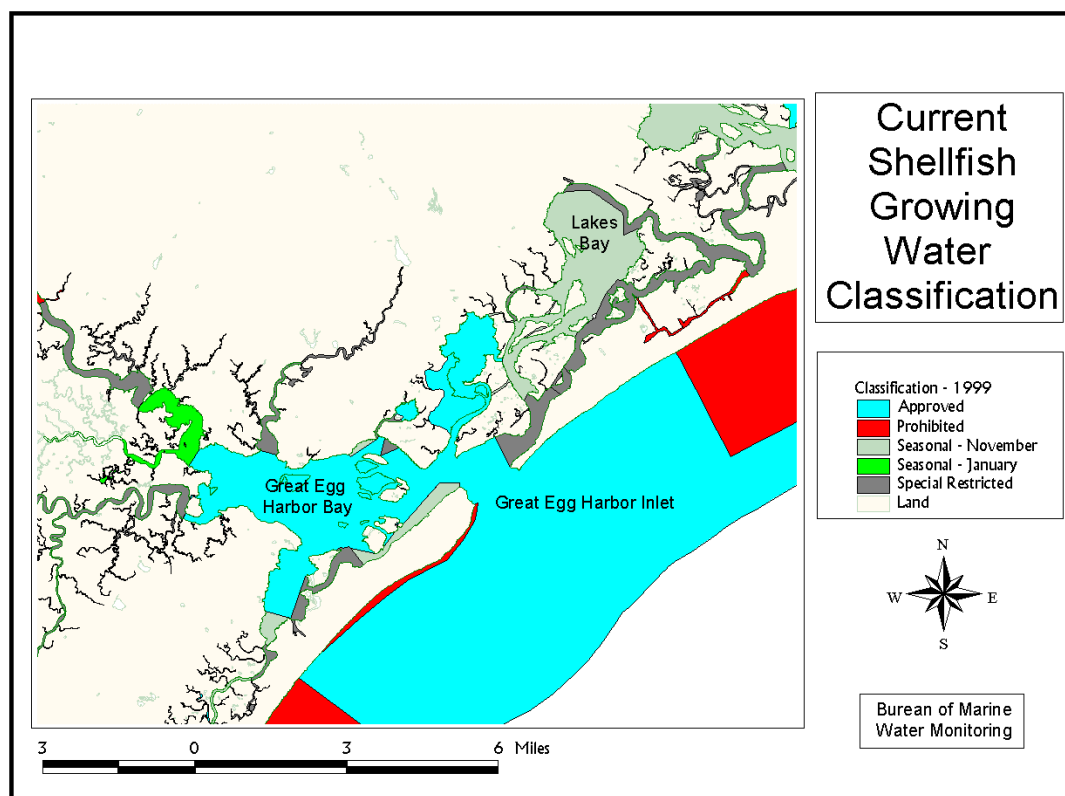 Current
Shellfish
Growing
Water
Classification
Lakes
Bay
Great Egg
Harbor Bay
Great Egg Harbor Inlet
Classification - 1999
Approved
Prohibited
Seasonal - November
Seasonal - January
Special Restricted
Land
N
W
E
S
Bureau of Marine
Water Monitoring
3 0 3 6 Miles